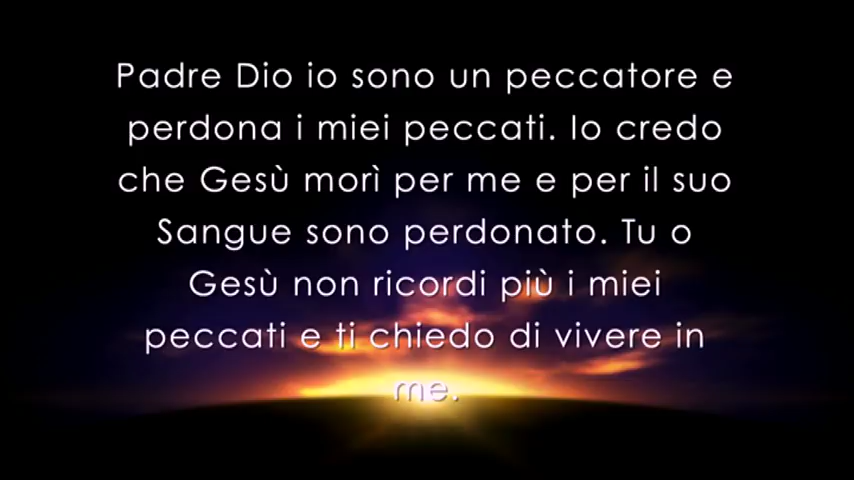 Padre Dio io sono un peccatore e
perdona i miei peccati. Io credo
che Gesù morì per me e per il suo
Sangue sono perdonato. Tu o
Gesù non ricordi più i miei
peccati e ti chiedo di vivere in
me.